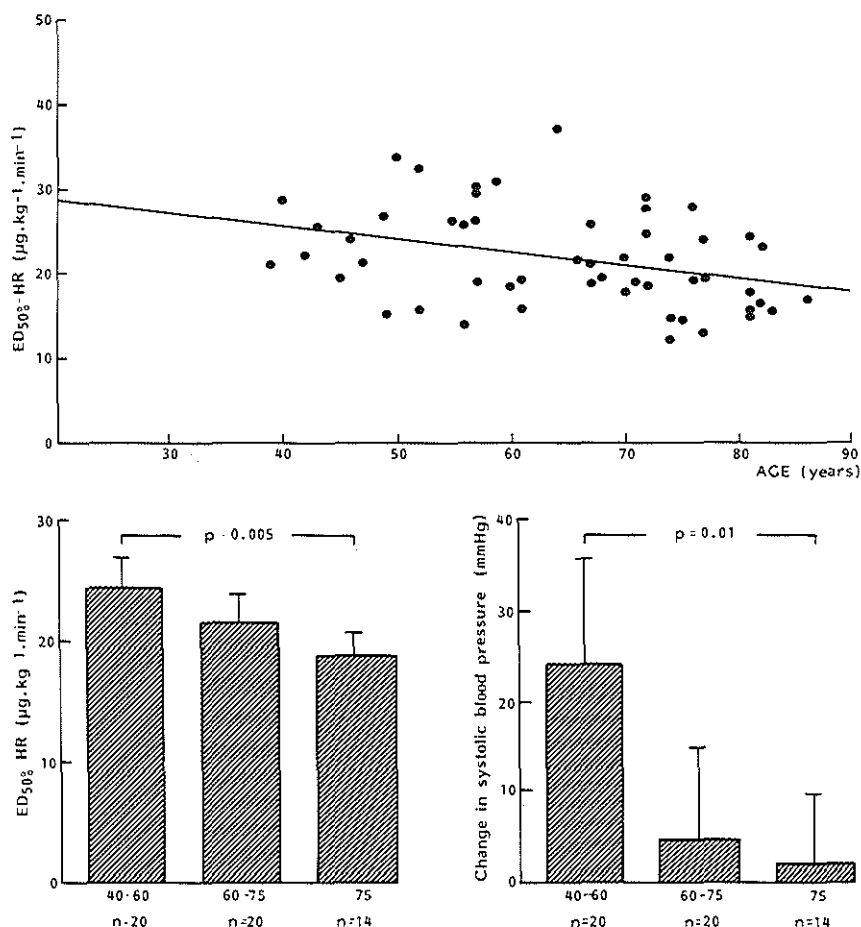 50
40
30
20
10
0
ED50%-HR (µg.kg-1.min-1)
30 40 50 60 70 80 90
AGE (years)
30
20
10
0
ED50% HR (µg.kg 1.min-1)
p 0.005
40-60 60-75 75
n-20 n=20 n=14
40
30
20
10
0
Change in systolic blood pressure (mmHg)
p=0.01
40-60 60-75 75
n=20 n=20 n=14